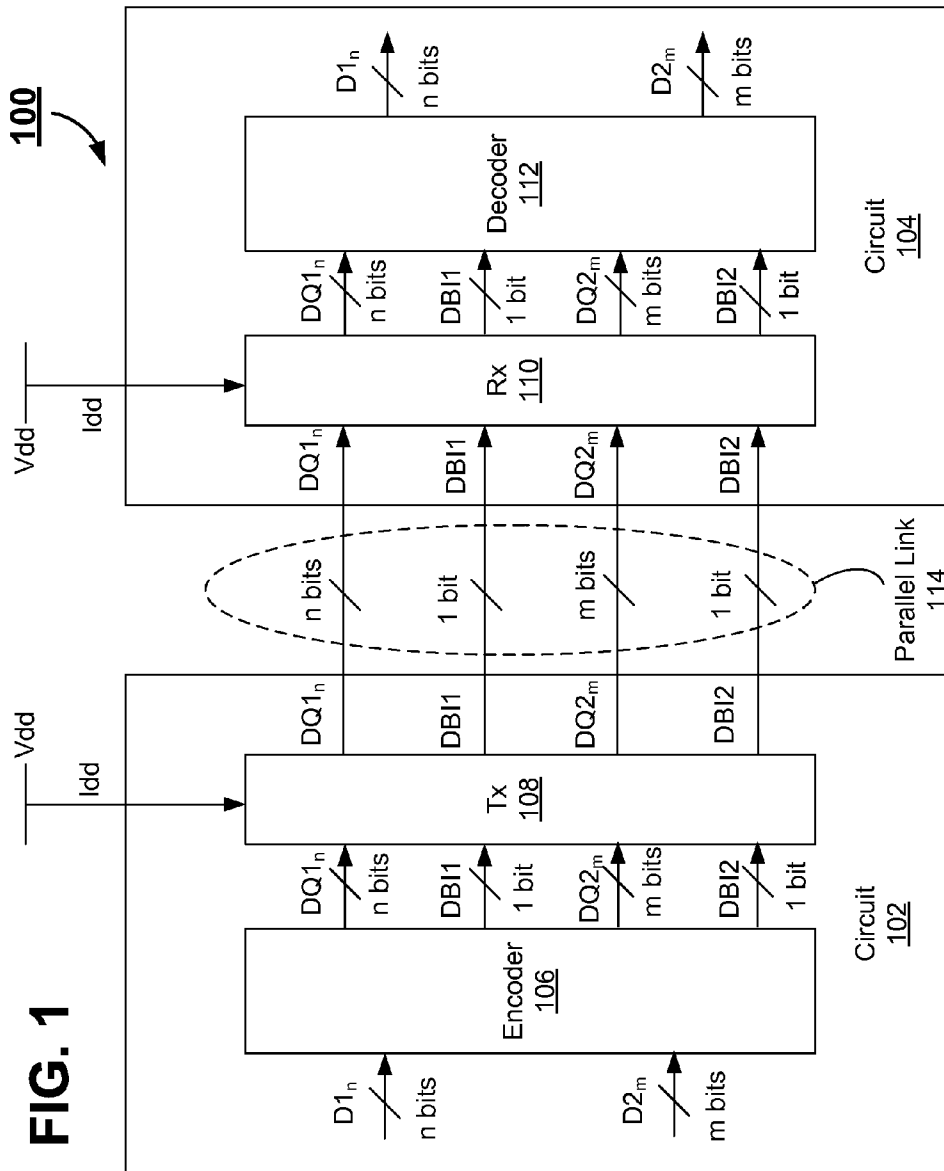 FIG. 1
100
Vdd
Idd
Vdd
Idd
D1n
n bits
D2m
m bits
Encoder
106
DQ1n
n bits
DBI1
1 bit
DQ2m
m bits
DBI2
1 bit
Tx
108
DQ1n
DBI1
DQ2m
DBI2
Circuit
102
n bits
1 bit
m bits
1 bit
Parallel Link
114
DQ1n
DBI1
DQ2m
DBI2
Rx
110
DQ1n
n bits
DBI1
1 bit
DQ2m
m bits
DBI2
1 bit
Decoder
112
D1n
n bits
D2m
m bits
Circuit
104